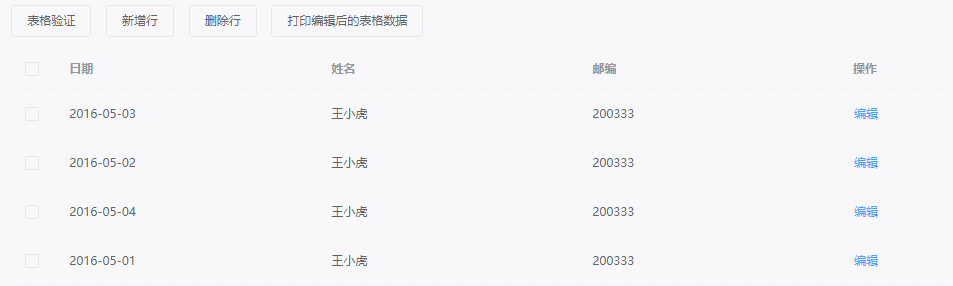 表格验证 新增行 删除行 打印编辑后的表格数据
日期 姓名 邮编 操作
2016-05-03 王小虎 200333 编辑
2016-05-02 王小虎 200333 编辑
2016-05-04 王小虎 200333 编辑
2016-05-01 王小虎 200333 编辑